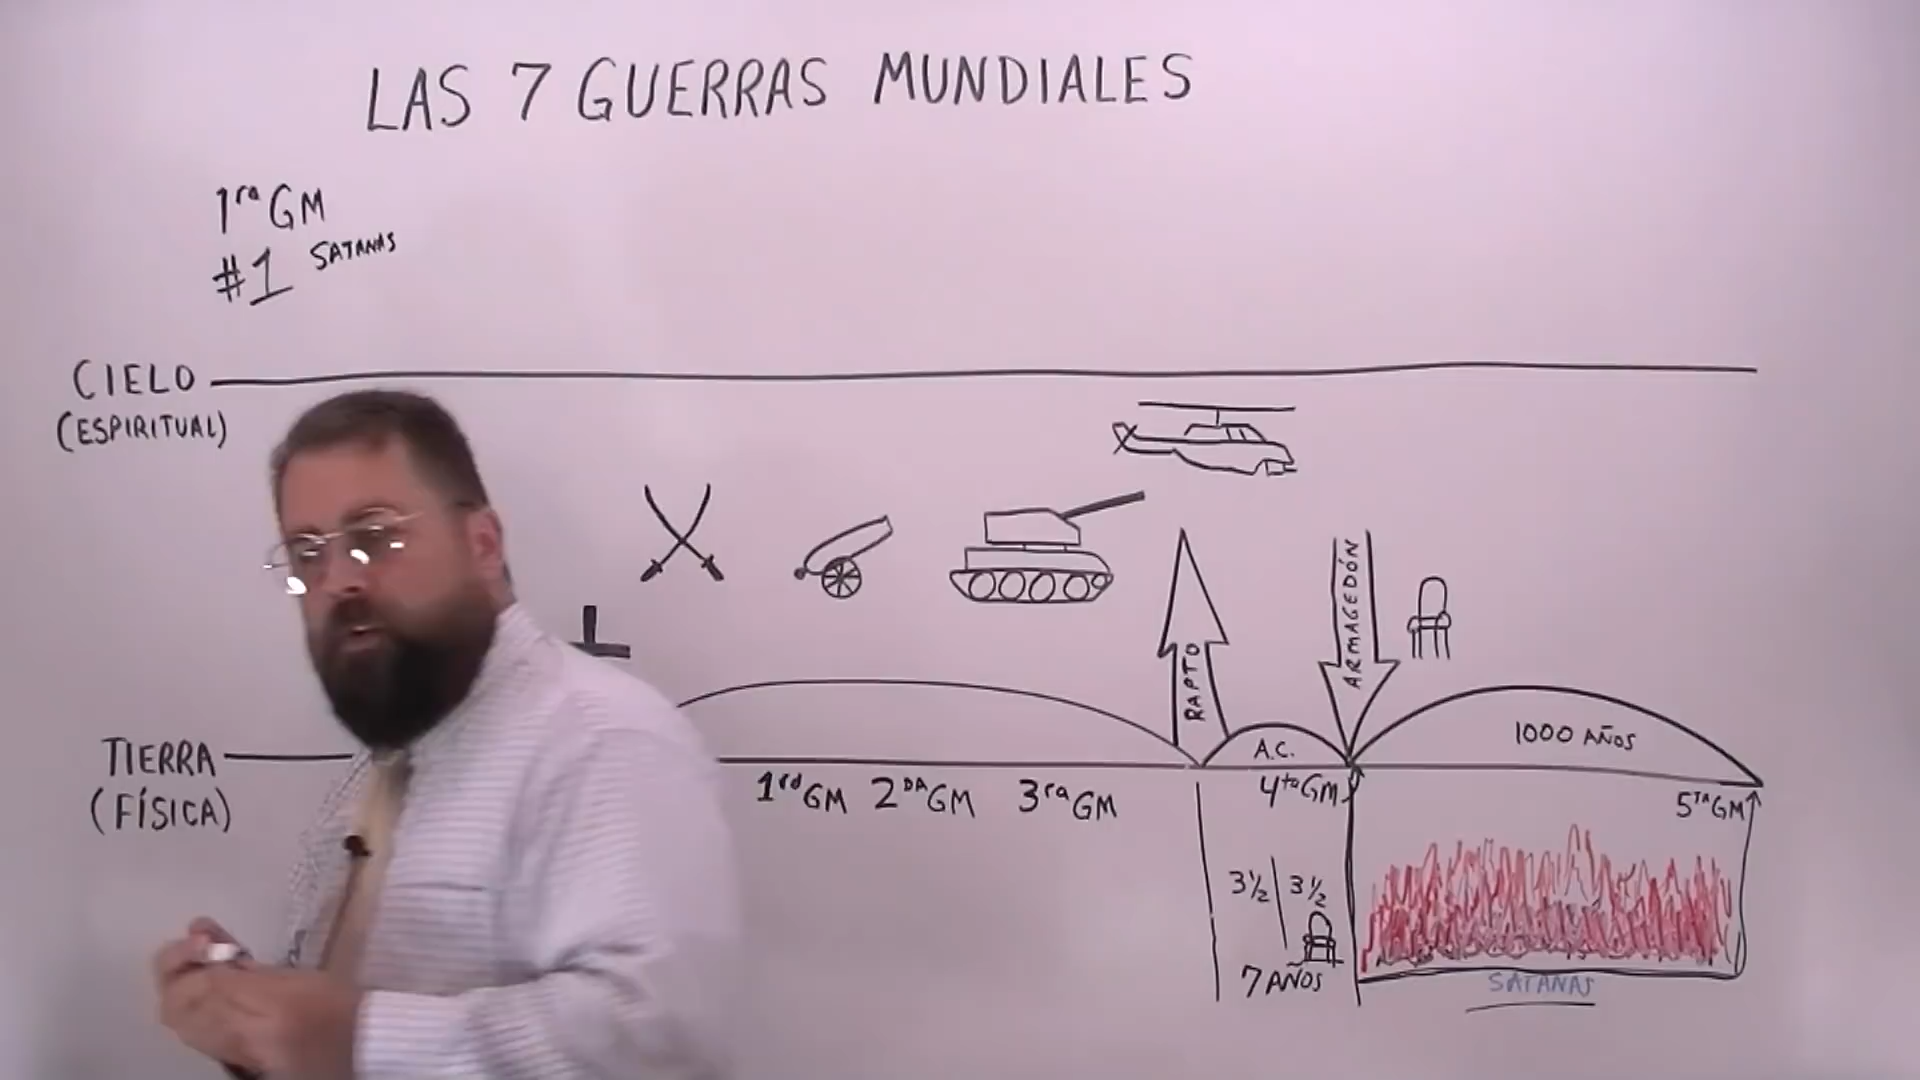 LAS 7 GUERRAS MUNDIALES
1ra GM
#1 SATANAS
CIELO
(ESPIRITUAL)
ARMAGEDÓN
RAPTO
1000 AÑOS
A.C.
TIERRA
(FÍSICA)
1ra GM 2DA GM 3ra GM 4ta GM 5TA GM
3½ 3½
7 AÑOS
SATANAS